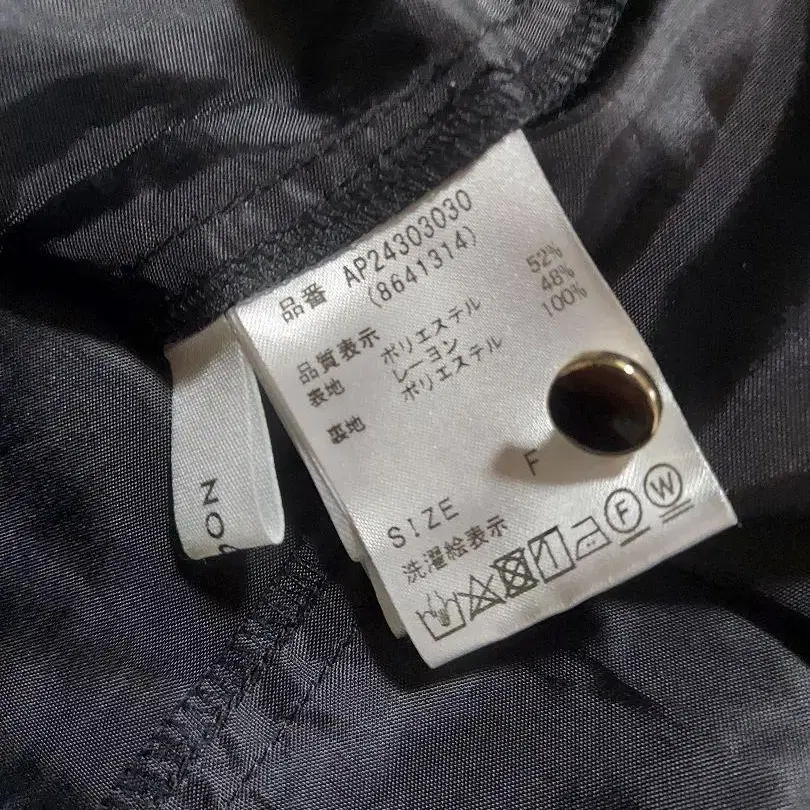 品番 AP24303030
(8641314)
品質表示
表地 ポリエステル 52%
レーヨン 48%
裏地 ポリエステル 100%
SIZE F
洗濯絵表示
F W